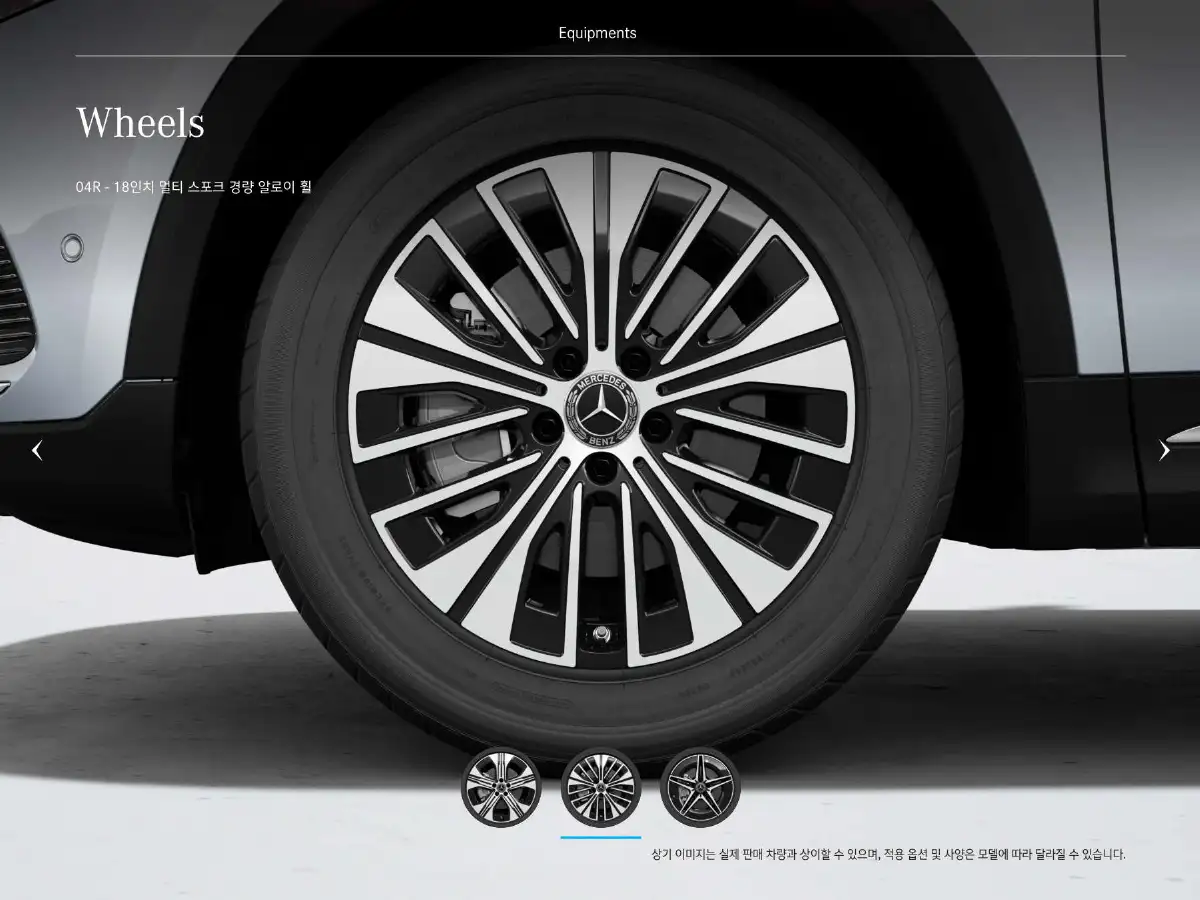 Equipments
Wheels
04R - 18인치 멀티 스포크 경량 알로이 휠
MERCEDES
BENZ
상기 이미지는 실제 판매 차량과 상이할 수 있으며, 적용 옵션 및 사양은 모델에 따라 달라질 수 있습니다.